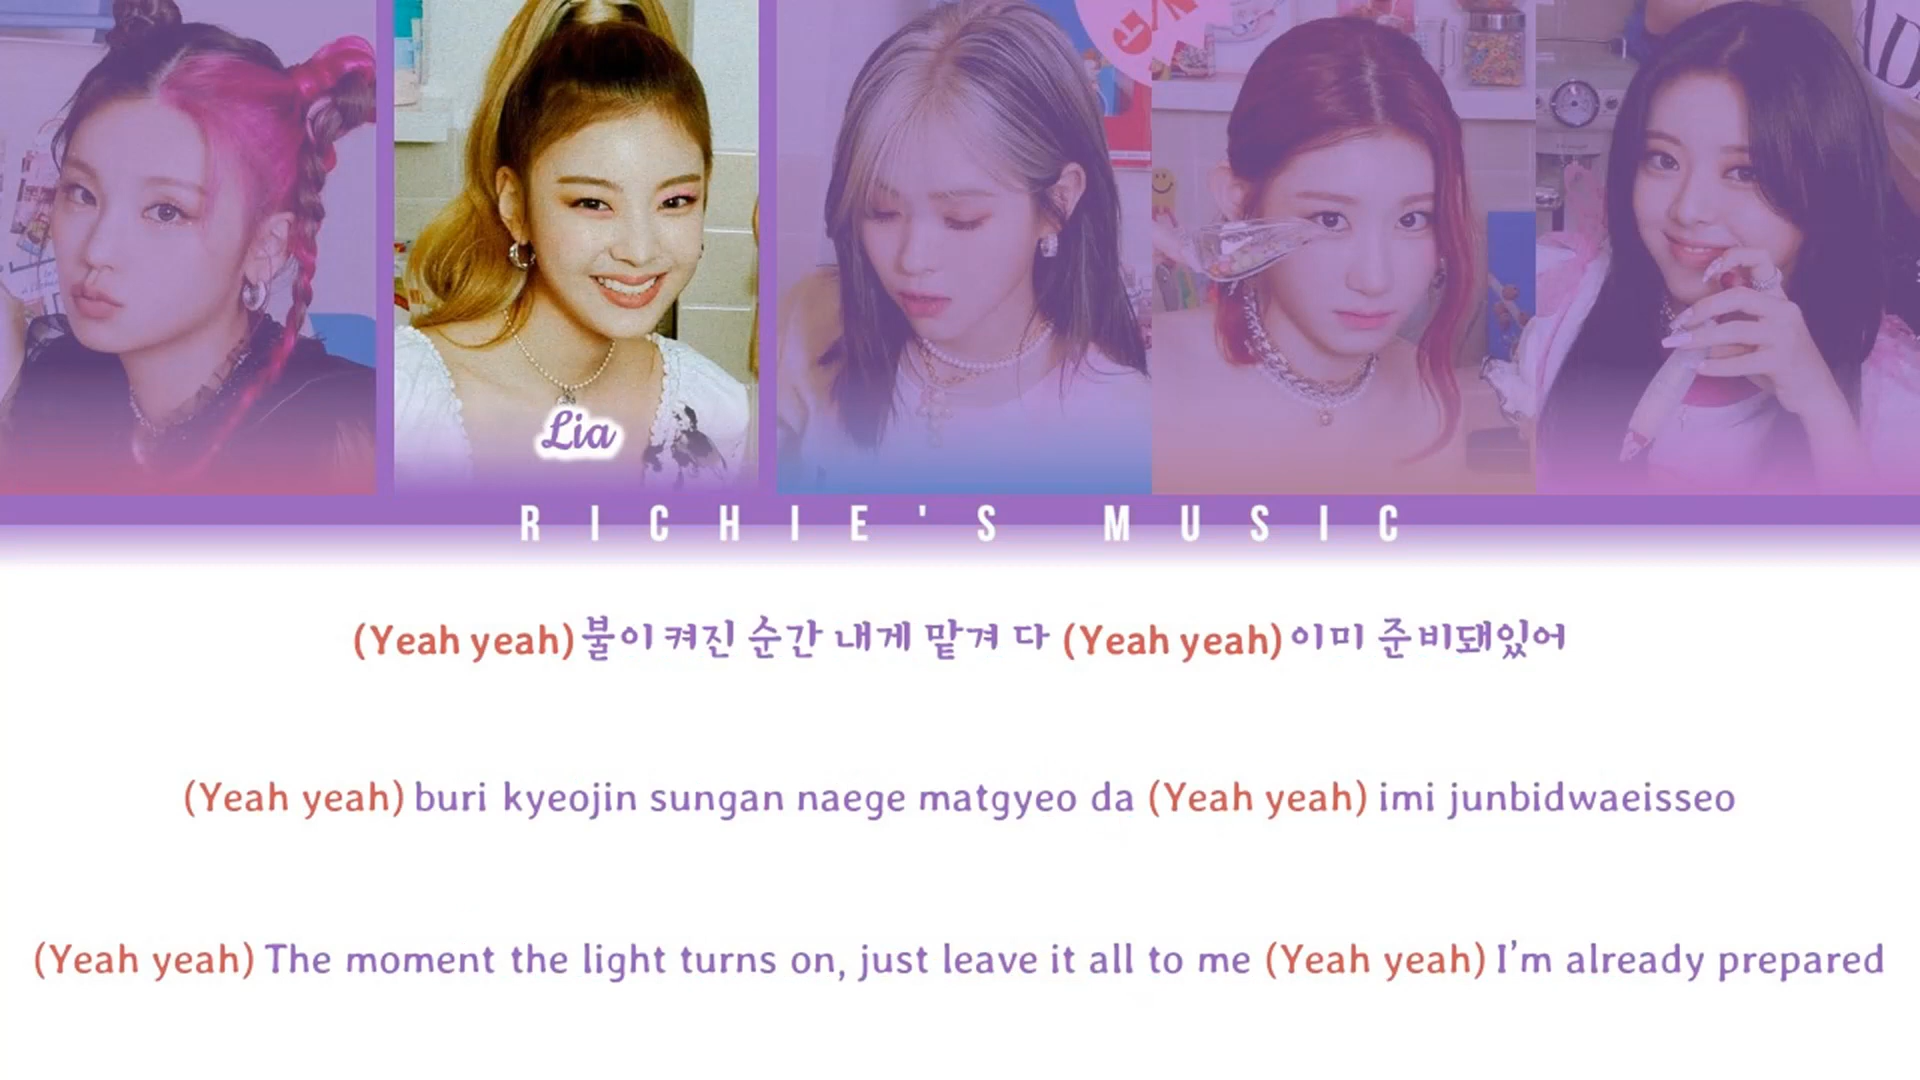 Lia
RICHIE'S MUSIC
(Yeah yeah) 불이 켜진 순간 내게 맡겨 다 (Yeah yeah) 이미 준비돼있어
(Yeah yeah) buri kyeojin sungan naege matgyeo da (Yeah yeah) imi junbidwaeisseo
(Yeah yeah) The moment the light turns on, just leave it all to me (Yeah yeah) I'm already prepared